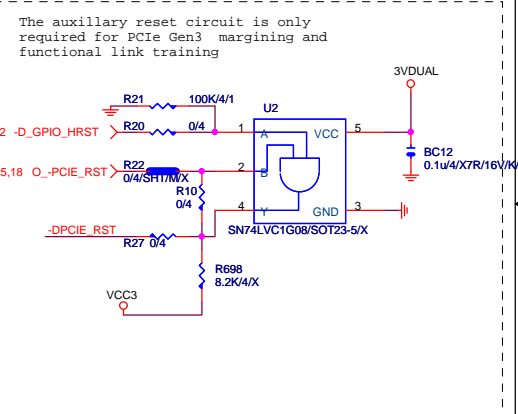 The auxillary reset circuit is only
required for PCIe Gen3 margining and
functional link training
3VDUAL
R21 100K/4/1
U2
2 -D_GPIO_HRST R20 0/4 1 A VCC 5
BC12
0.1u/4/X7R/16V/K/
5,18 O_-PCIE_RST R22 2 B
0/4/SHT/M/X
R10
0/4
4 Y GND 3
-DPCIE_RST
SN74LVC1G08/SOT23-5/X
R27 0/4
R698
8.2K/4/X
VCC3